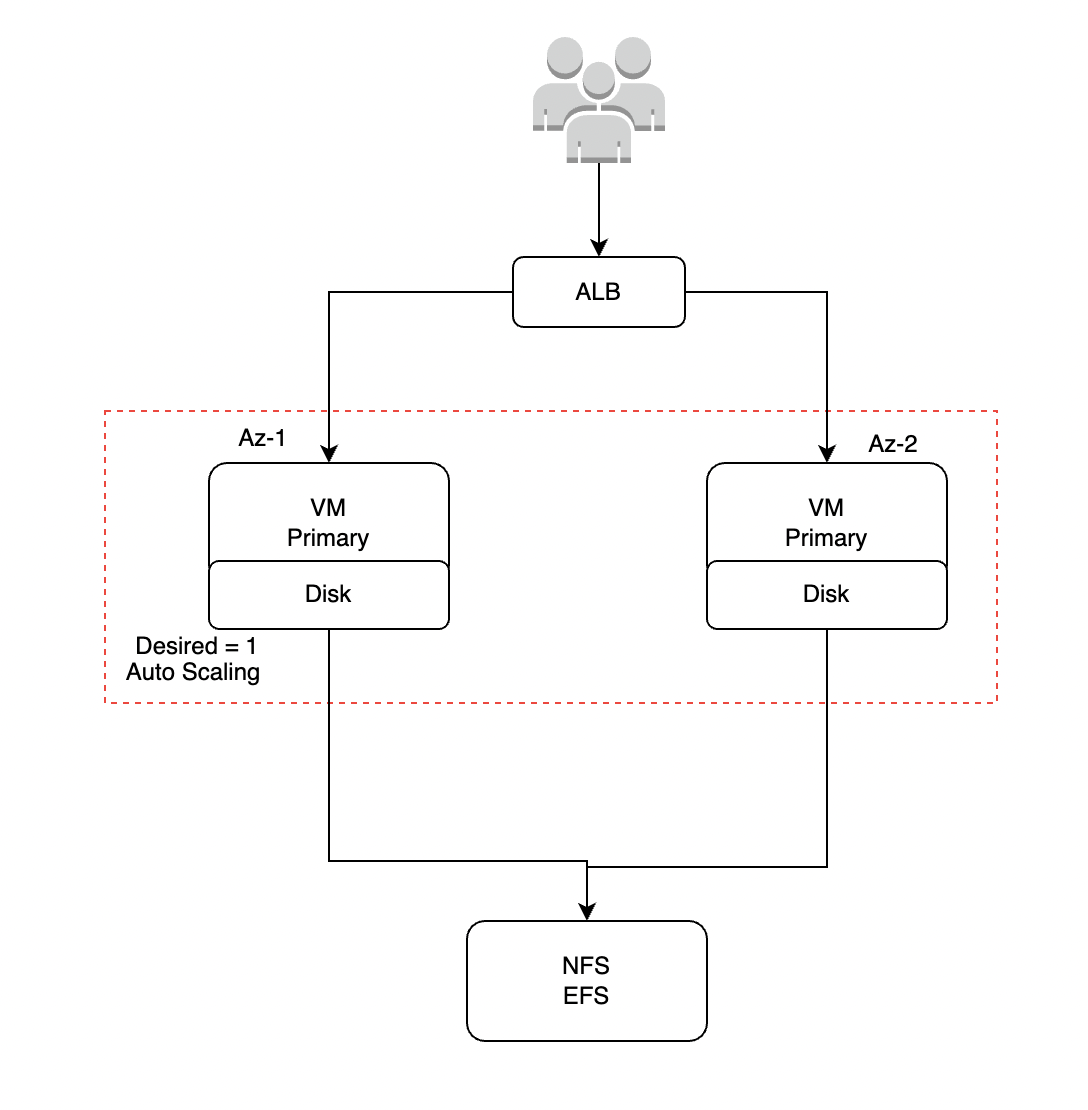 ALB
Az-1
Az-2
VM
Primary
Disk
VM
Primary
Disk
Desired = 1
Auto Scaling
NFS
EFS